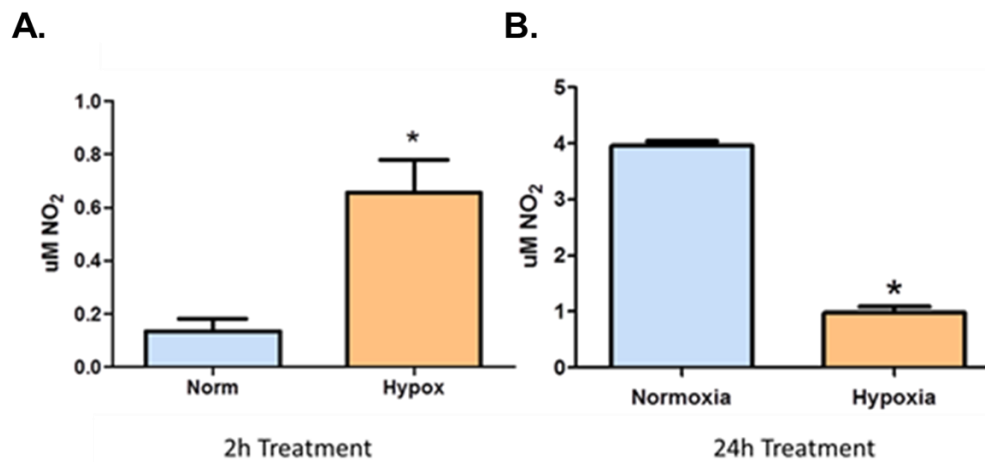 A.
B.
uM NO₂
1.0
0.8
0.6
0.4
0.2
0.0
*
Norm
Hypox
2h Treatment
uM NO₂
5
4
3
2
1
0
*
Normoxia
Hypoxia
24h Treatment